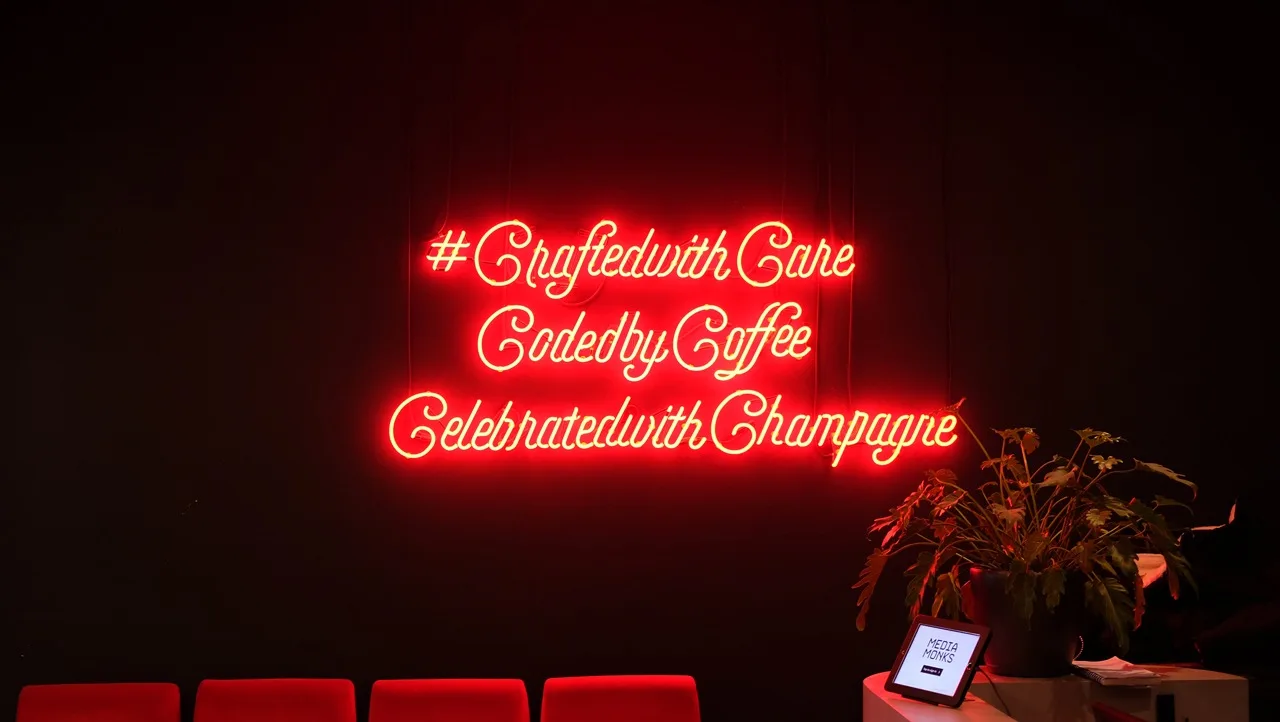 #CraftedwithCare
CodedbyCoffee
CelebratedwithChampagne
MEDIA
MONKS